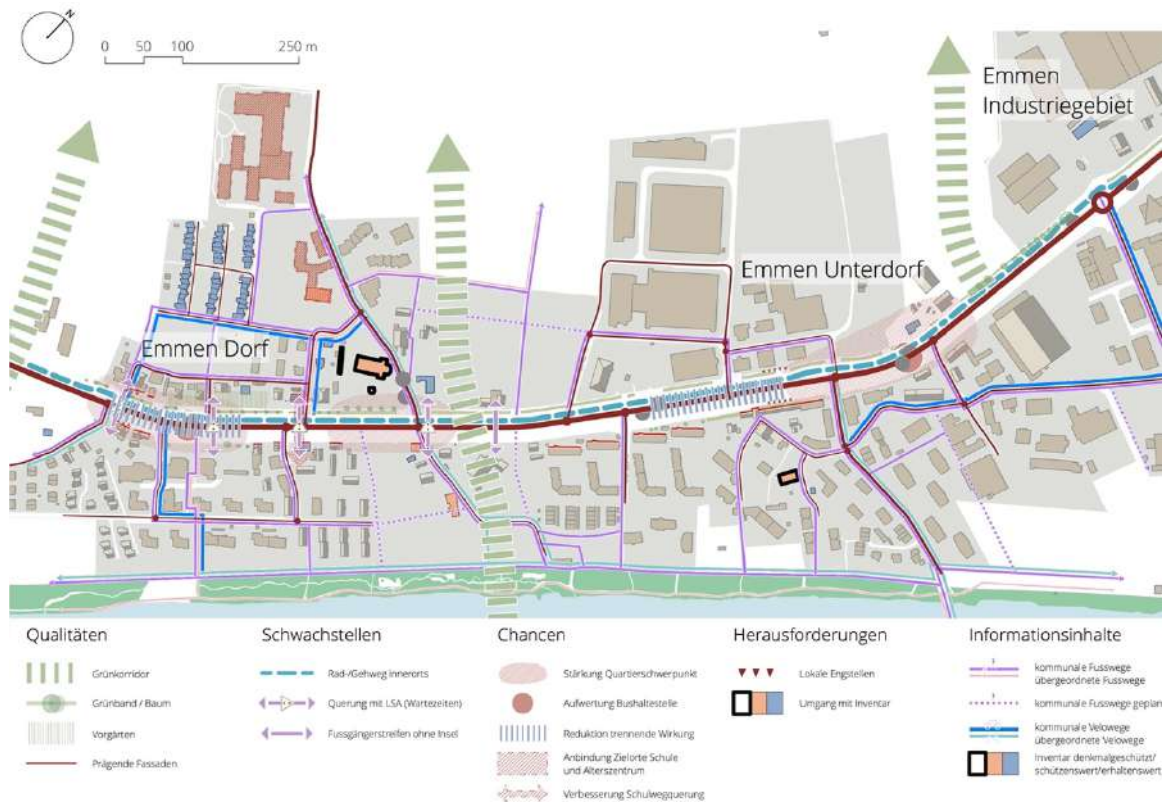 N
0 50 100 250 m
Emmen
Industriegebiet
Emmen Unterdorf
Emmen Dorf
Qualitäten
Grünkorridor
Grünband / Baum
Vorgärten
Prägende Fassaden
Schwachstellen
Rad-/Gehweg innerorts
Querung mit LSA (Wartezeiten)
Fussgängerstreifen ohne Insel
Chancen
Stärkung Quartierschwerpunkt
Aufwertung Bushaltestelle
Reduktion trennende Wirkung
Anbindung Zielorte Schule
und Alterszentrum
Verbesserung Schulwegquerung
Herausforderungen
Lokale Engstellen
Umgang mit Inventar
Informationsinhalte
kommunale Fusswege
übergeordnete Fusswege
kommunale Fusswege geplant
kommunale Velowege
übergeordnete Velowege
Inventar denkmalgeschützt/
schützenswert/erhaltenswert